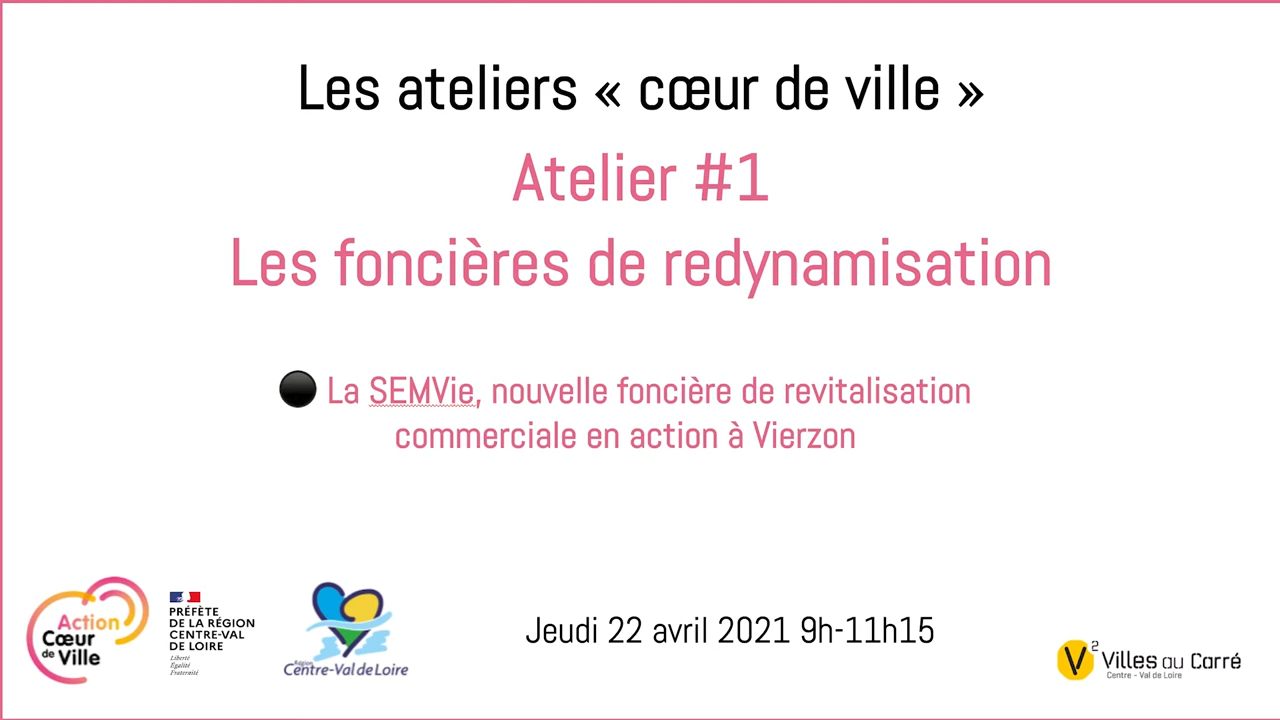 Les ateliers « cœur de ville »
Atelier #1
Les foncières de redynamisation
La SEMVie, nouvelle foncière de revitalisation
commerciale en action à Vierzon
Action
Cœur
de Ville
PRÉFÈTE
DE LA RÉGION
CENTRE-VAL
DE LOIRE
Liberté
Égalité
Fraternité
Région
Centre-Val de Loire
Jeudi 22 avril 2021 9h-11h15
V2 Villes au Carré
Centre - Val de Loire